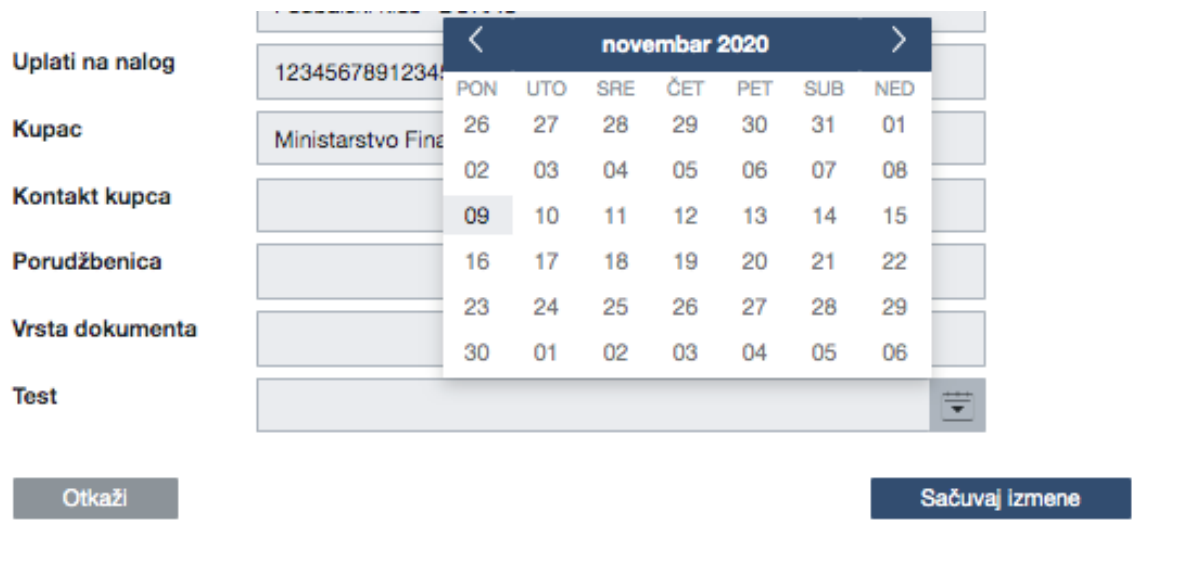 novembar 2020
Uplati na nalog
Kupac
Ministarstvo
Kontakt kupca
Porudžbenica
Vrsta dokumenta
Test
PON UTO SRE ČET PET SUB NED
26 27 28 29 30 31 01
02 03 04 05 06 07 08
09 10 11 12 13 14 15
16 17 18 19 20 21 22
23 24 25 26 27 28 29
30 01 02 03 04 05 06
Otkaži Sačuvaj izmene